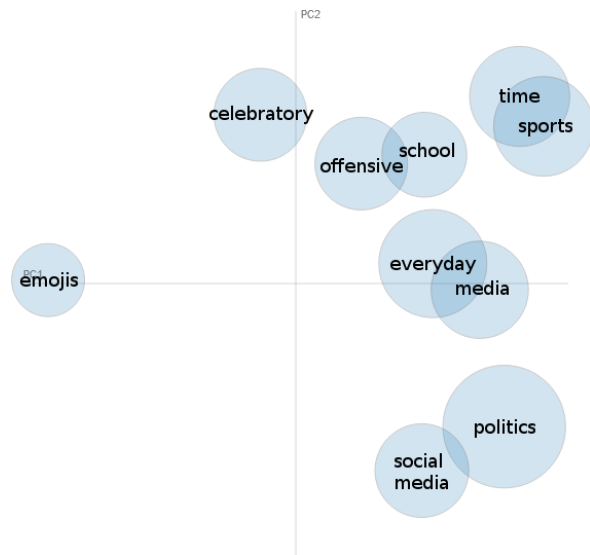 PC2
time
celebratory
sports
school
offensive
everyday
PC1
emojis
media
politics
social
media